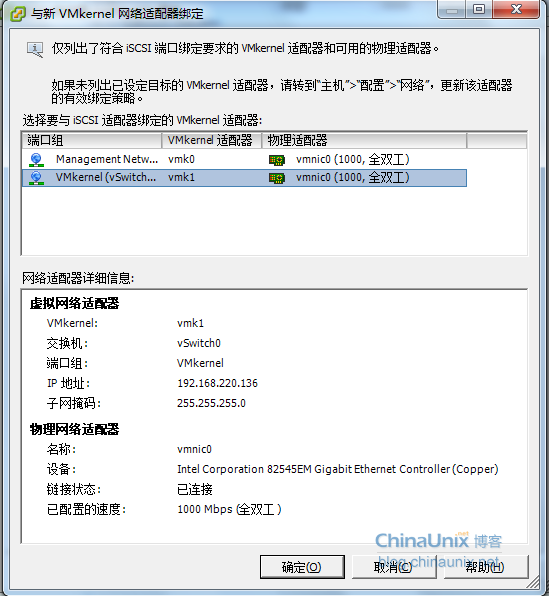 与新 VMkernel 网络适配器绑定
仅列出了符合 iSCSI 端口绑定要求的 VMkernel 适配器和可用的物理适配器。
如果未列出已设定目标的 VMkernel 适配器，请转到“主机”>“配置”>“网络”，更新该适配器
的有效绑定策略。
选择要与 iSCSI 适配器绑定的 VMkernel 适配器:
端口组 VMkernel 适配器 物理适配器
Management Netw... vmk0 vmnic0 (1000, 全双工)
VMkernel (vSwitch... vmk1 vmnic0 (1000, 全双工)
网络适配器详细信息:
虚拟网络适配器
VMkernel: vmk1
交换机: vSwitch0
端口组: VMkernel
IP 地址: 192.168.220.136
子网掩码: 255.255.255.0
物理网络适配器
名称: vmnic0
设备: Intel Corporation 82545EM Gigabit Ethernet Controller (Copper)
链接状态: 已连接
已配置的速度: 1000 Mbps (全双工)
ChinaUnix.net 博客
blog.chinaunix.net
确定(O) 取消(C) 帮助(H)